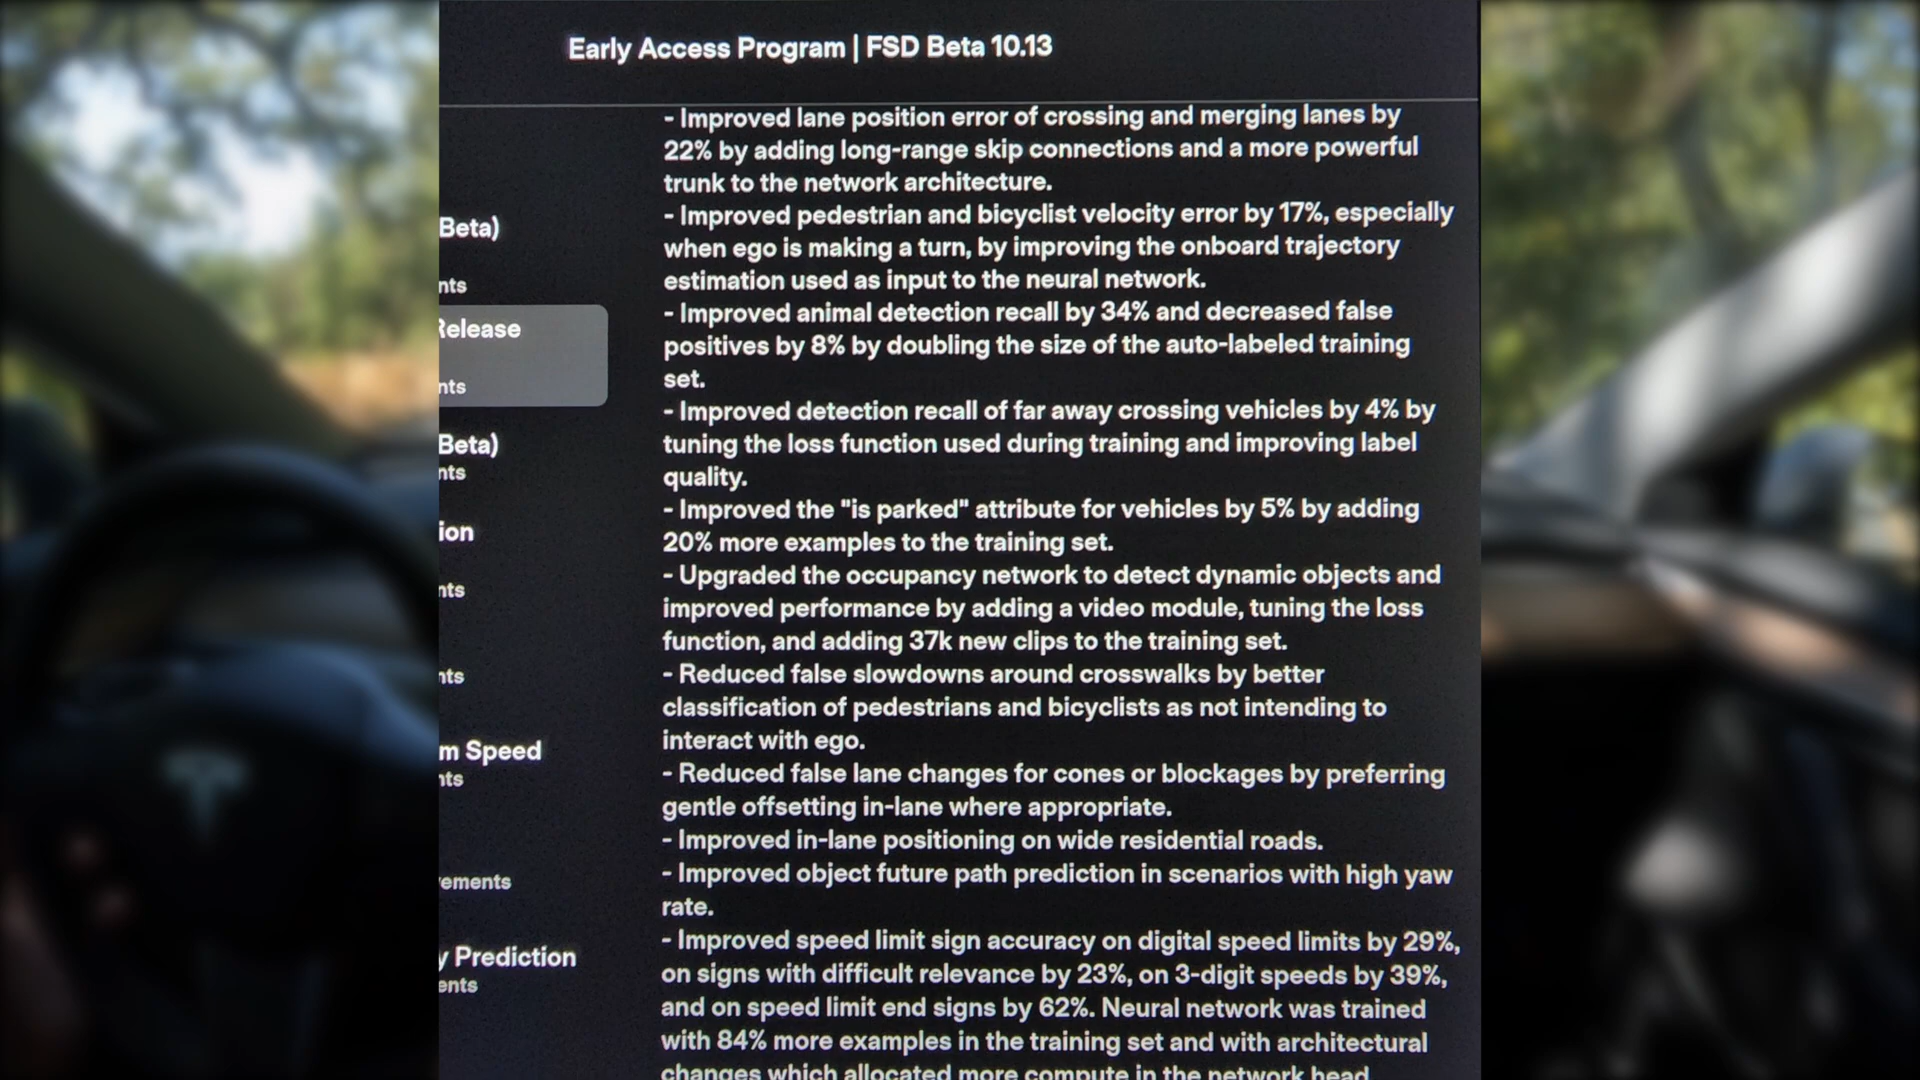 Early Access Program | FSD Beta 10.13
- Improved lane position error of crossing and merging lanes by
22% by adding long-range skip connections and a more powerful
trunk to the network architecture.
- Improved pedestrian and bicyclist velocity error by 17%, especially
when ego is making a turn, by improving the onboard trajectory
estimation used as input to the neural network.
- Improved animal detection recall by 34% and decreased false
positives by 8% by doubling the size of the auto-labeled training
set.
- Improved detection recall of far away crossing vehicles by 4% by
tuning the loss function used during training and improving label
quality.
- Improved the "is parked" attribute for vehicles by 5% by adding
20% more examples to the training set.
- Upgraded the occupancy network to detect dynamic objects and
improved performance by adding a video module, tuning the loss
function, and adding 37k new clips to the training set.
- Reduced false slowdowns around crosswalks by better
classification of pedestrians and bicyclists as not intending to
interact with ego.
- Reduced false lane changes for cones or blockages by preferring
gentle offsetting in-lane where appropriate.
- Improved in-lane positioning on wide residential roads.
- Improved object future path prediction in scenarios with high yaw
rate.
- Improved speed limit sign accuracy on digital speed limits by 29%,
on signs with difficult relevance by 23%, on 3-digit speeds by 39%,
and on speed limit end signs by 62%. Neural network was trained
with 84% more examples in the training set and with architectural
changes which allocated more compute in the network head
Beta)
nts
Release
nts
Beta)
nts
ion
nts
nts
m Speed
nts
ements
y Prediction
ents